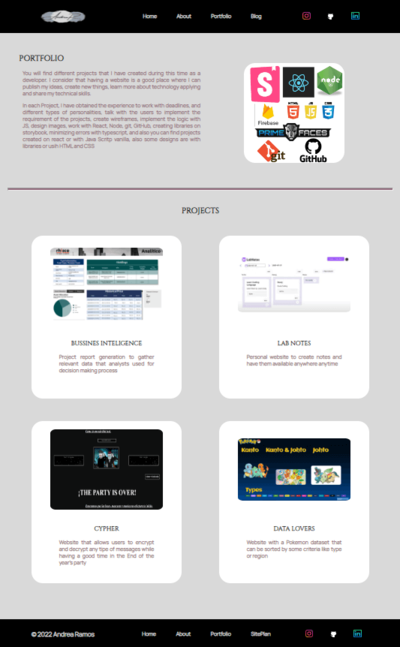 Home About Portfolio Blog
PORTFOLIO
You will find different projects that I have created during this time as a
developer. I consider that having a website is a good place where I can
publish my ideas, create new things, learn more about technology applying
and share my technical skills.
In each Project, I have obtained the experience to work with deadlines, and
different types of personalities, talk with the users to implement the
requirement of the projects, create wireframes, implement the logic with
JS, design images, work with React, Node, git, GitHub, creating libraries on
storybook, minimizing errors with typescript, and also you can find projects
created on react or with Java Scritp vanilla, also some designs are with
libraries or ush HTML and CSS
node
HTML JS CSS
Firebase
PRIME FACES
git GitHub
PROJECTS
BUSSINES INTELIGENCE
Project report generation to gather
relevant data that analysts used for
decision making process
LAB NOTES
Personal website to create notes and
have them available anywhere anytime
¡THE PARTY IS OVER!
CYPHER
Website that allows users to encrypt
and decrypt any tipe of messages while
having a good time in the End of the
year's party
Kanto Naoto & Johto Johto
Types
DATA LOVERS
Website with a Pokemon dataset that
can be sorted by some criteria like type
or region
© 2022 Andrea Ramos Home About Portfolio SitePlan